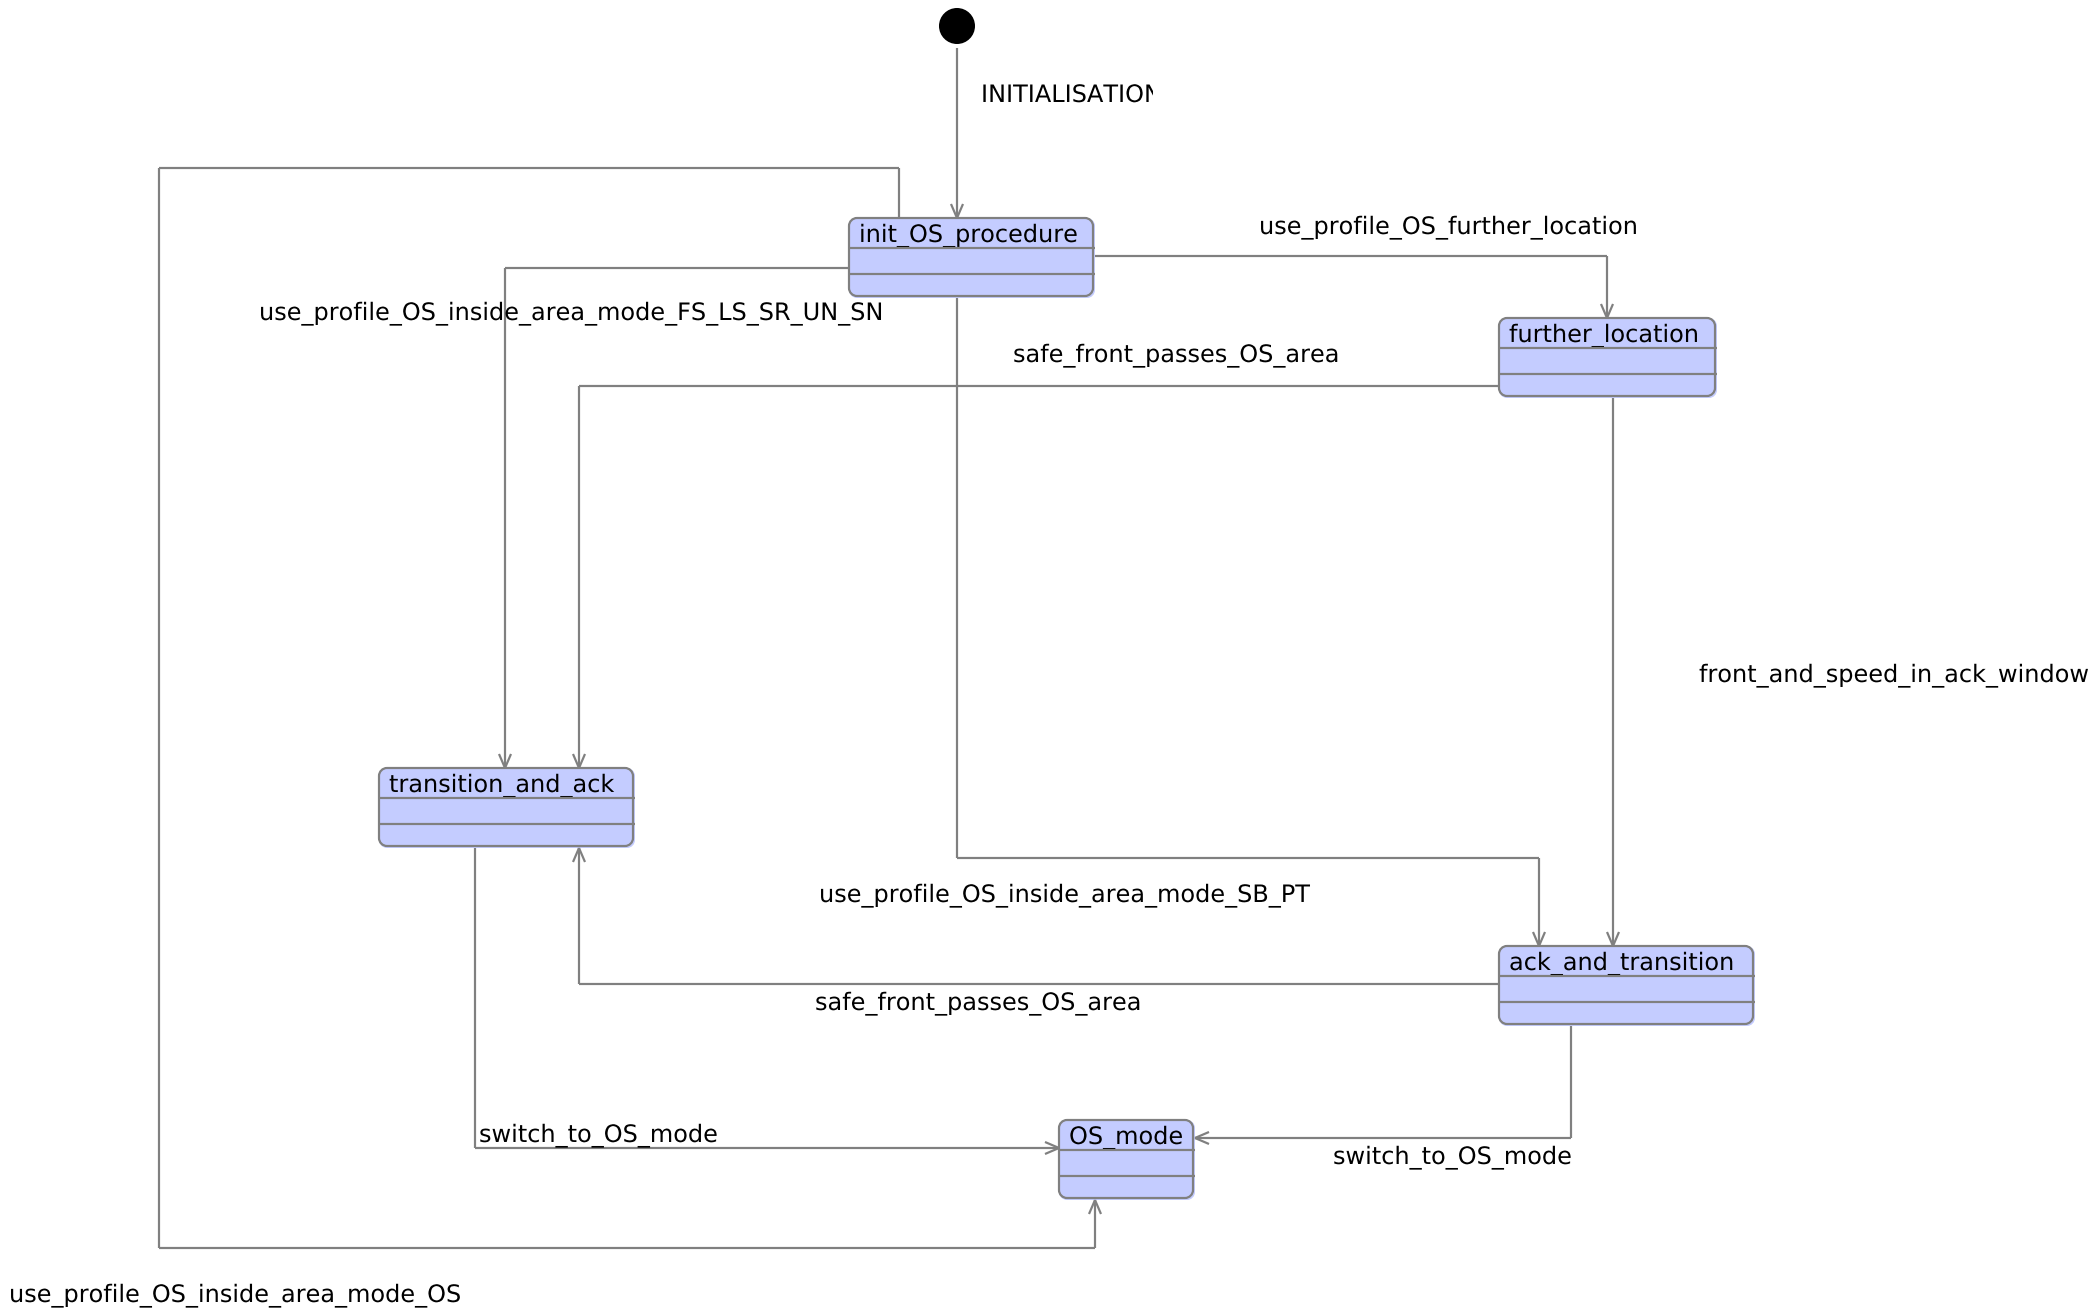 INITIALISATION
init_OS_procedure
use_profile_OS_further_location
use_profile_OS_inside_area_mode_FS_LS_SR_UN_SN
further_location
safe_front_passes_OS_area
front_and_speed_in_ack_window
transition_and_ack
use_profile_OS_inside_area_mode_SB_PT
ack_and_transition
safe_front_passes_OS_area
switch_to_OS_mode
OS_mode
switch_to_OS_mode
use_profile_OS_inside_area_mode_OS